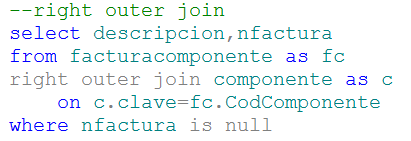 --right outer join
select descripcion,nfactura
from facturacomponente as fc
right outer join componente as c
    on c.clave=fc.CodComponente
where nfactura is null